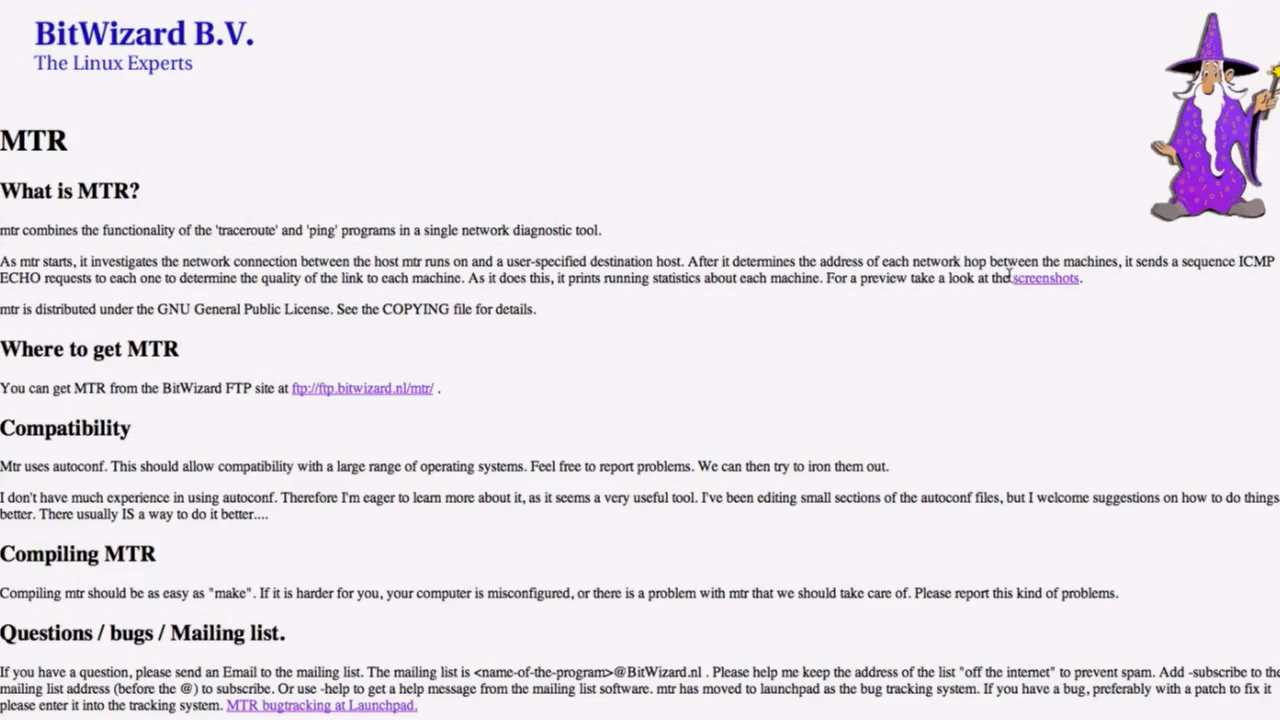 BitWizard B.V.
The Linux Experts
MTR
What is MTR?
mtr combines the functionality of the 'traceroute' and 'ping' programs in a single network diagnostic tool.
As mtr starts, it investigates the network connection between the host mtr runs on and a user-specified destination host. After it determines the address of each network hop between the machines, it sends a sequence ICMP
ECHO requests to each one to determine the quality of the link to each machine. As it does this, it prints running statistics about each machine. For a preview take a look at the screenshots.
mtr is distributed under the GNU General Public License. See the COPYING file for details.
Where to get MTR
You can get MTR from the BitWizard FTP site at ftp://ftp.bitwizard.nl/mtr/ .
Compatibility
Mtr uses autoconf. This should allow compatibility with a large range of operating systems. Feel free to report problems. We can then try to iron them out.
I don't have much experience in using autoconf. Therefore I'm eager to learn more about it, as it seems a very useful tool. I've been editing small sections of the autoconf files, but I welcome suggestions on how to do things
better. There usually IS a way to do it better....
Compiling MTR
Compiling mtr should be as easy as "make". If it is harder for you, your computer is misconfigured, or there is a problem with mtr that we should take care of. Please report this kind of problems.
Questions / bugs / Mailing list.
If you have a question, please send an Email to the mailing list. The mailing list is <name-of-the-program>@BitWizard.nl . Please help me keep the address of the list "off the internet" to prevent spam. Add -subscribe to the
mailing list address (before the @) to subscribe. Or use -help to get a help message from the mailing list software. mtr has moved to launchpad as the bug tracking system. If you have a bug, preferably with a patch to fix it
please enter it into the tracking system. MTR bugtracking at Launchpad.